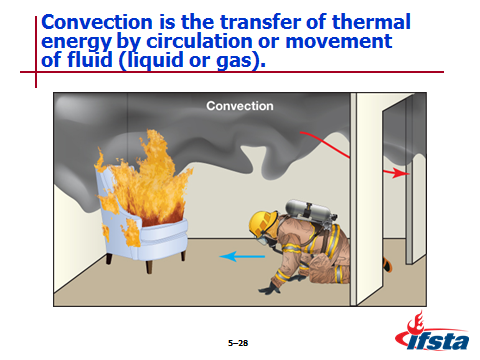 Convection is the transfer of thermal
energy by circulation or movement
of fluid (liquid or gas).
Convection
5–28
ifsta